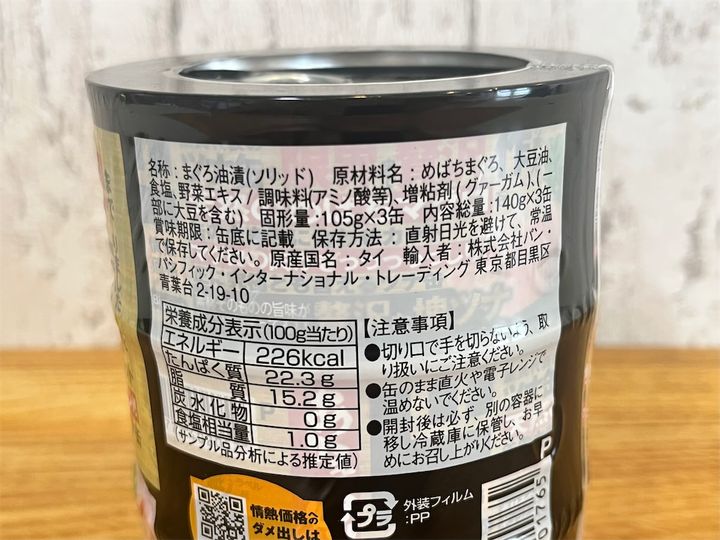 名称：まぐろ油漬(ソリッド)　原材料名：めばちまぐろ、大豆油、
食塩、野菜エキス/調味料(アミノ酸等)、増粘剤(グァーガム)、(一
部に大豆を含む)　固形量：105g×3缶　内容総量：140g×3缶
賞味期限：缶底に記載　保存方法：直射日光を避けて、常温
で保存してください。　原産国名：タイ　輸入者：株式会社パン・
パシフィック・インターナショナル・トレーディング 東京都目黒区
青葉台2-19-10
栄養成分表示(100g当たり)
エネルギー 226kcal
たんぱく質 22.3g
脂質 15.2g
炭水化物 0g
食塩相当量 1.0g
(サンプル品分析による推定値)
【注意事項】
●切り口で手を切らないよう、取
り扱いにご注意ください。
●缶のまま直火や電子レンジで
温めないでください。
●開封後は必ず、別の容器に
移し冷蔵庫に保管し、お早
めにお召し上がりください。
情熱価格への
ダメ出しは
プラ
外装フィルム
:PP
P
01765